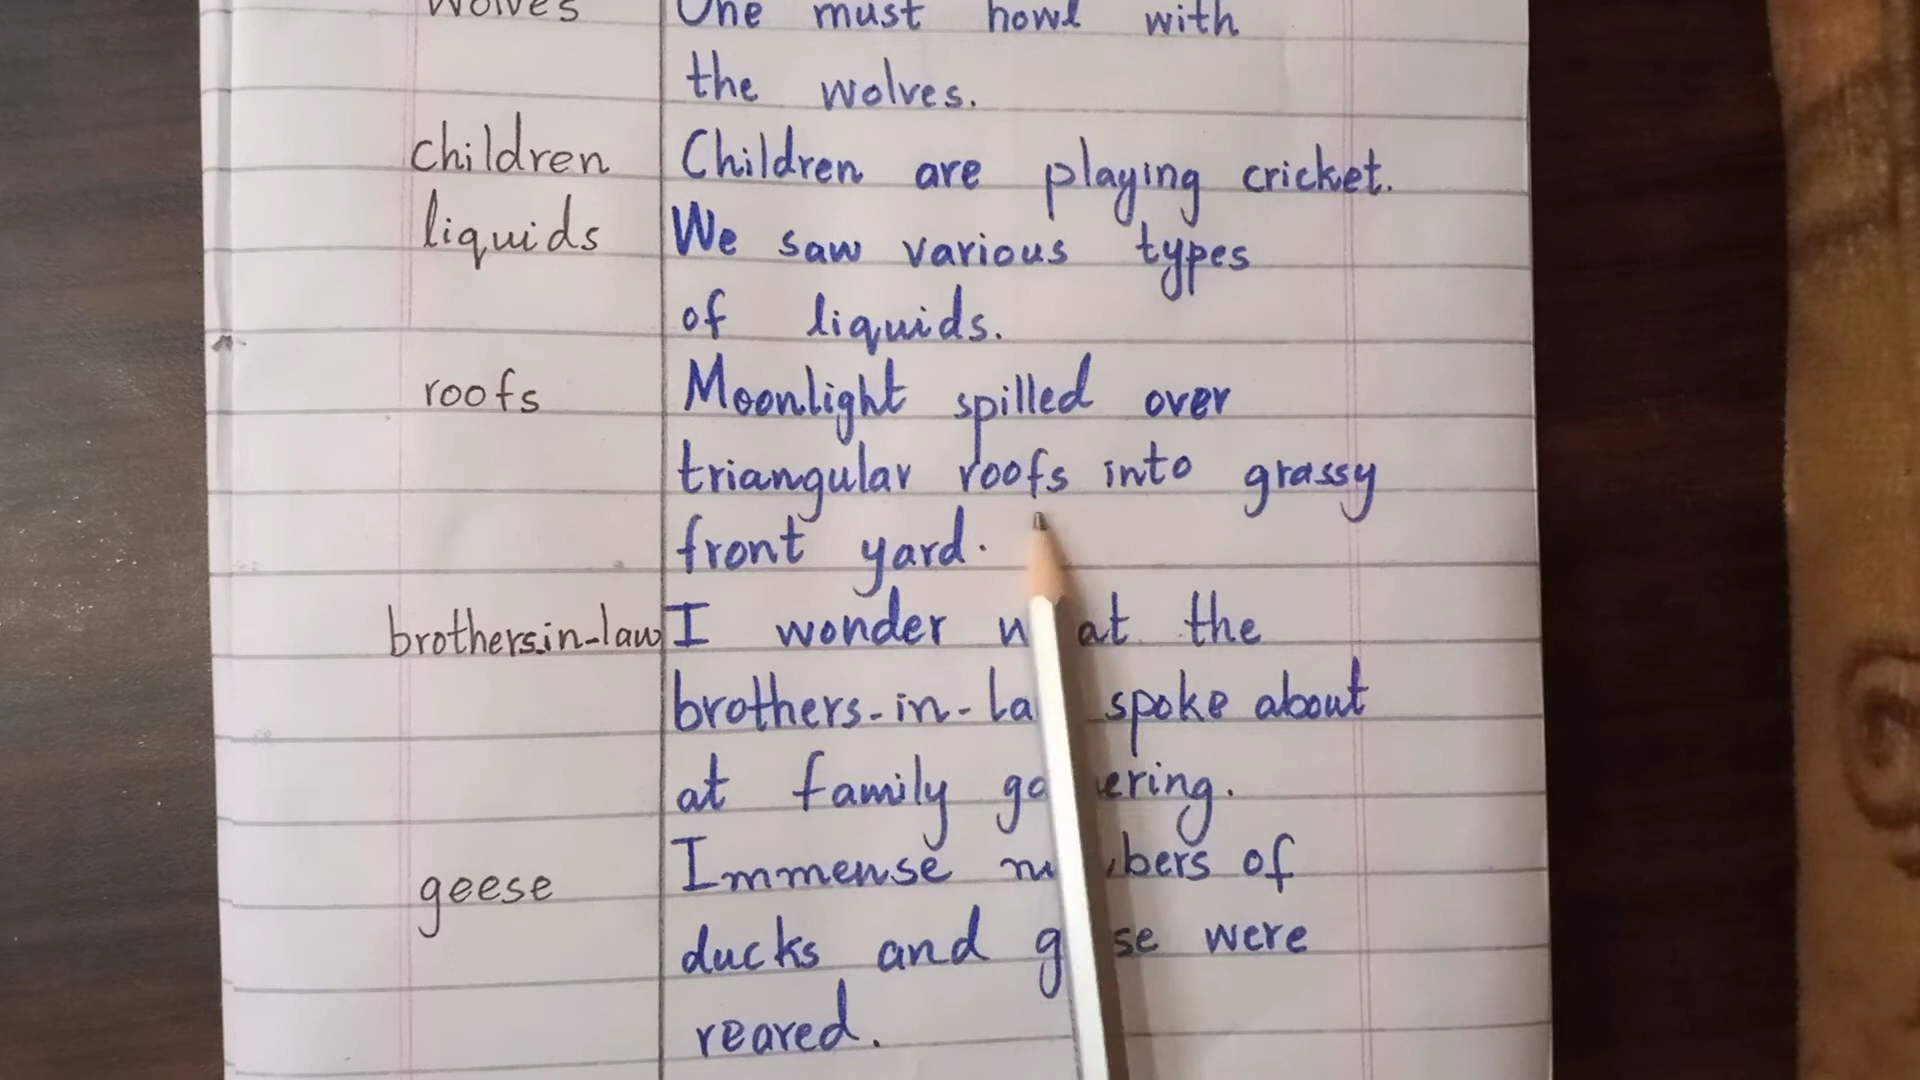 wolves One must howl with
the wolves.
children Children are playing cricket.
liquids We saw various types
of liquids.
roofs Moonlight spilled over
triangular roofs into grassy
front yard.
brothers-in-law I wonder at the
brothers-in-la spoke about
at family ga ering.
Immense bers of
geese ducks and g se were
reared.